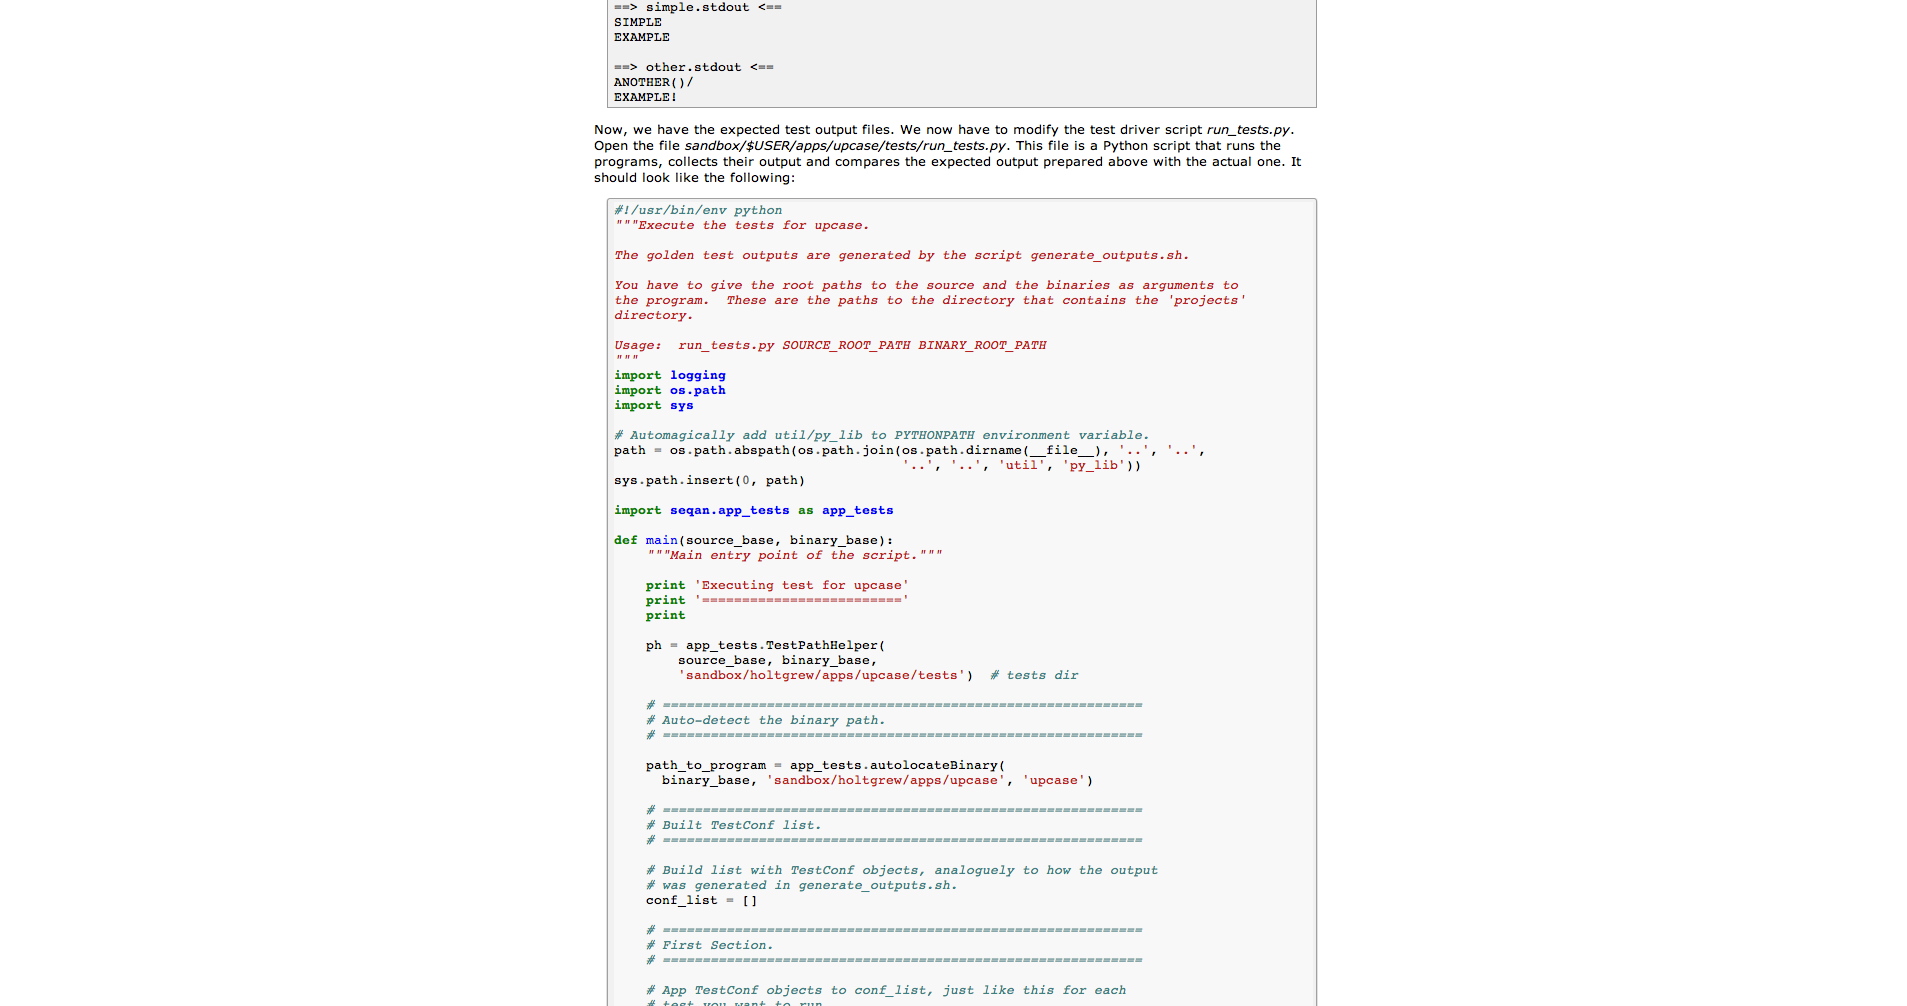 ==> simple.stdout <==
SIMPLE
EXAMPLE
==> other.stdout <==
ANOTHER()/
EXAMPLE!
Now, we have the expected test output files. We now have to modify the test driver script run_tests.py.
Open the file sandbox/$USER/apps/upcase/tests/run_tests.py. This file is a Python script that runs the
programs, collects their output and compares the expected output prepared above with the actual one. It
should look like the following:
#!/usr/bin/env python
"""Execute the tests for upcase.
The golden test outputs are generated by the script generate_outputs.sh.
You have to give the root paths to the source and the binaries as arguments to
the program.  These are the paths to the directory that contains the 'projects'
directory.
Usage:  run_tests.py SOURCE_ROOT_PATH BINARY_ROOT_PATH
"""
import logging
import os.path
import sys
# Automagically add util/py_lib to PYTHONPATH environment variable.
path = os.path.abspath(os.path.join(os.path.dirname(__file__), '..', '..',
                                    '..', '..', 'util', 'py_lib'))
sys.path.insert(0, path)
import seqan.app_tests as app_tests
def main(source_base, binary_base):
    """Main entry point of the script."""
    print 'Executing test for upcase'
    print '========================='
    print
    ph = app_tests.TestPathHelper(
        source_base, binary_base,
        'sandbox/holtgrew/apps/upcase/tests')  # tests dir
    # ============================================================
    # Auto-detect the binary path.
    # ============================================================
    path_to_program = app_tests.autolocateBinary(
      binary_base, 'sandbox/holtgrew/apps/upcase', 'upcase')
    # ============================================================
    # Built TestConf list.
    # ============================================================
    # Build list with TestConf objects, analoguely to how the output
    # was generated in generate_outputs.sh.
    conf_list = []
    # ============================================================
    # First Section.
    # ============================================================
    # App TestConf objects to conf_list, just like this for each
    # test you want to run.